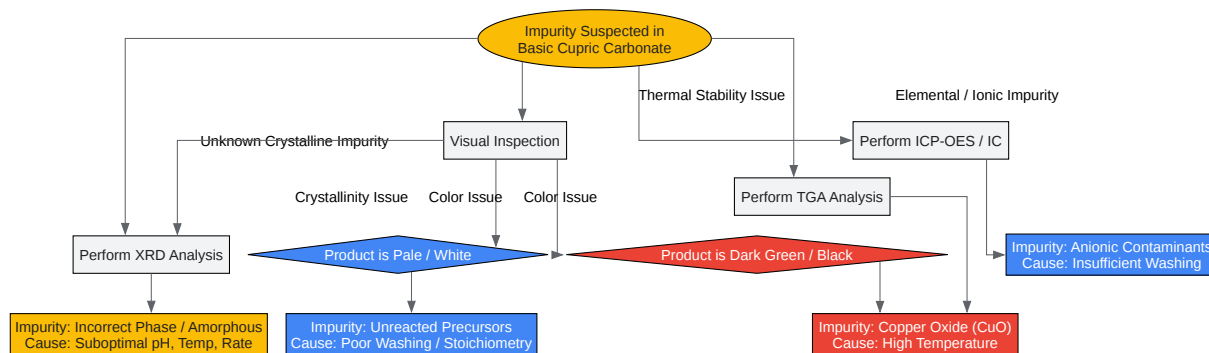 Impurity Suspected in
Basic Cupric Carbonate
Thermal Stability Issue
Elemental / Ionic Impurity
Unknown Crystalline Impurity
Visual Inspection
Perform ICP-OES / IC
Crystallinity Issue
Color Issue
Color Issue
Perform TGA Analysis
Perform XRD Analysis
Product is Pale / White
Product is Dark Green / Black
Impurity: Anionic Contaminants
Cause: Insufficient Washing
Impurity: Incorrect Phase / Amorphous
Cause: Suboptimal pH, Temp, Rate
Impurity: Unreacted Precursors
Cause: Poor Washing / Stoichiometry
Impurity: Copper Oxide (CuO)
Cause: High Temperature